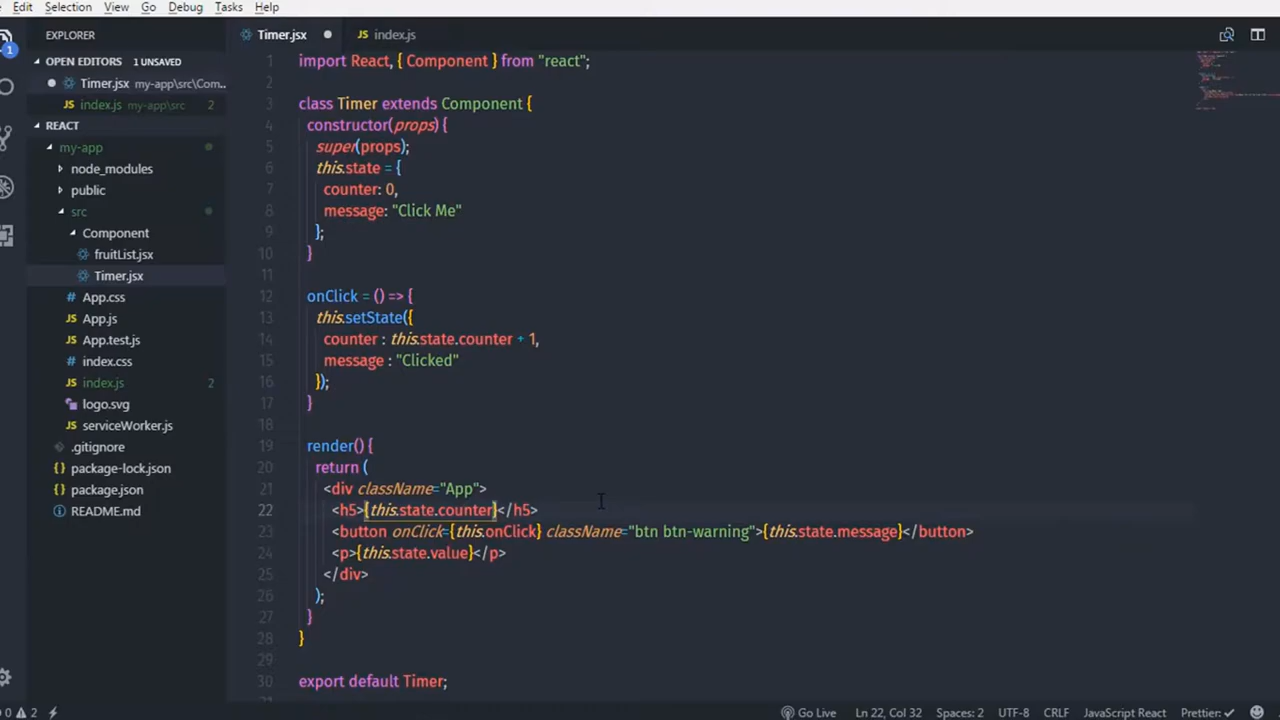 Edit Selection View Go Debug Tasks Help
EXPLORER
Timer.jsx
index.js
OPEN EDITORS 1 UNSAVED
Timer.jsx my-app\src\Com...
index.js my-app\src 2
REACT
my-app
node_modules
public
src
Component
fruitList.jsx
Timer.jsx
App.css
App.js
App.test.js
index.css
index.js 2
logo.svg
serviceWorker.js
.gitignore
package-lock.json
package.json
README.md
1
1 import React, { Component } from "react";
2
3 class Timer extends Component {
4 constructor(props) {
5 super(props);
6 this.state = {
7 counter: 0,
8 message: "Click Me"
9 };
10 }
11
12 onClick = () => {
13 this.setState({
14 counter : this.state.counter + 1,
15 message : "Clicked"
16 });
17 }
18
19 render() {
20 return (
21 <div className="App">
22 <h5>{this.state.counter}</h5>
23 <button onClick={this.onClick} className="btn btn-warning">{this.state.message}</button>
24 <p>{this.state.value}</p>
25 </div>
26 );
27 }
28 }
29
30 export default Timer;
0 2 Go Live Ln 22, Col 32 Spaces: 2 UTF-8 CRLF JavaScript React Prettier: ✓